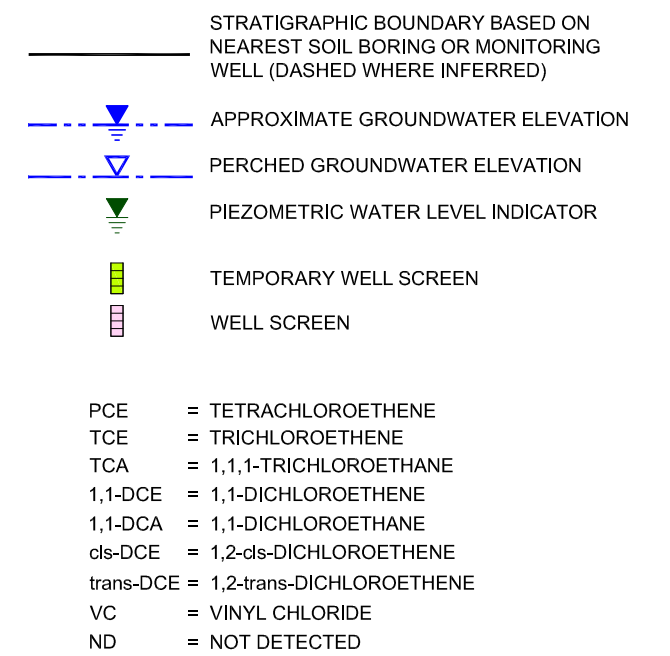 STRATIGRAPHIC BOUNDARY BASED ON
NEAREST SOIL BORING OR MONITORING
WELL (DASHED WHERE INFERRED)
APPROXIMATE GROUNDWATER ELEVATION
PERCHED GROUNDWATER ELEVATION
PIEZOMETRIC WATER LEVEL INDICATOR
TEMPORARY WELL SCREEN
WELL SCREEN
PCE = TETRACHLOROETHENE
TCE = TRICHLOROETHENE
TCA = 1,1,1-TRICHLOROETHANE
1,1-DCE = 1,1-DICHLOROETHENE
1,1-DCA = 1,1-DICHLOROETHANE
cis-DCE = 1,2-cis-DICHLOROETHENE
trans-DCE = 1,2-trans-DICHLOROETHENE
VC = VINYL CHLORIDE
ND = NOT DETECTED